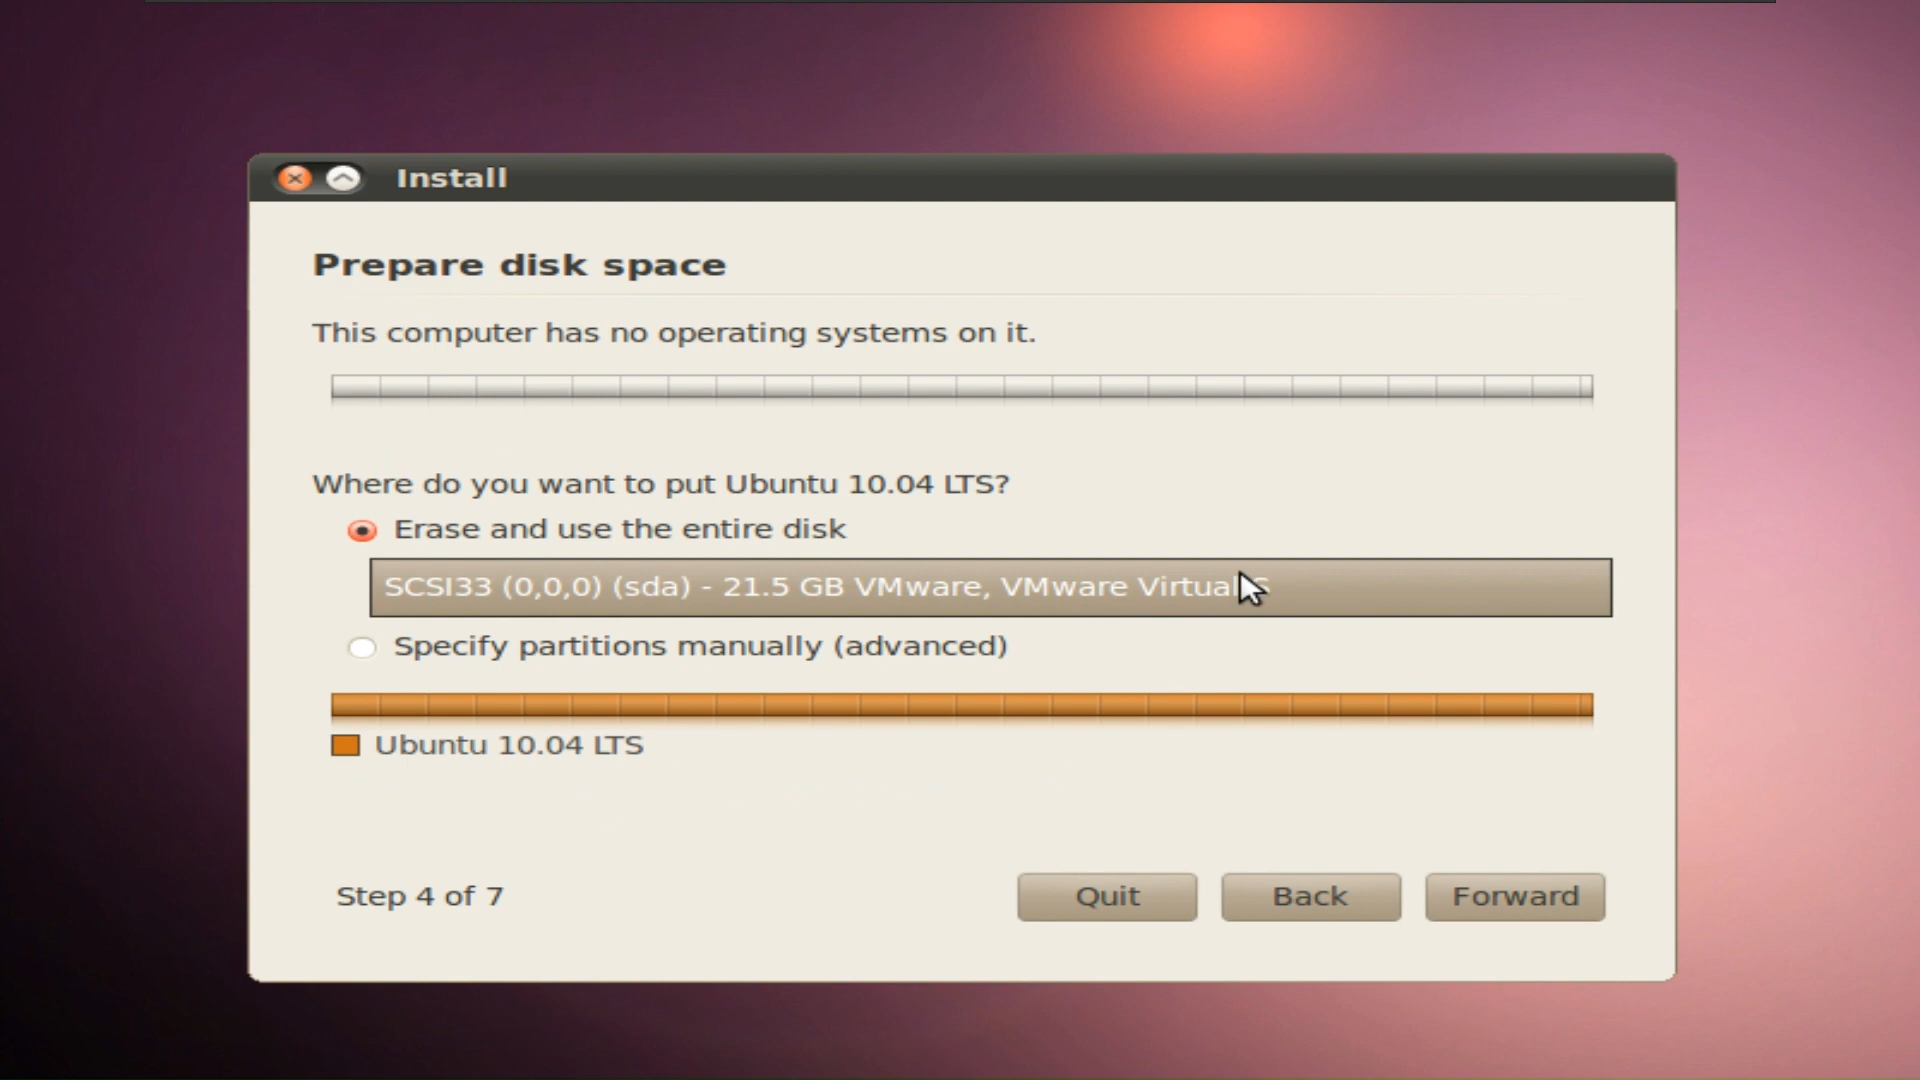 Install
Prepare disk space
This computer has no operating systems on it.
Where do you want to put Ubuntu 10.04 LTS?
Erase and use the entire disk
SCSI33 (0,0,0) (sda) - 21.5 GB VMware, VMware Virtual S
Specify partitions manually (advanced)
Ubuntu 10.04 LTS
Step 4 of 7
Quit
Back
Forward